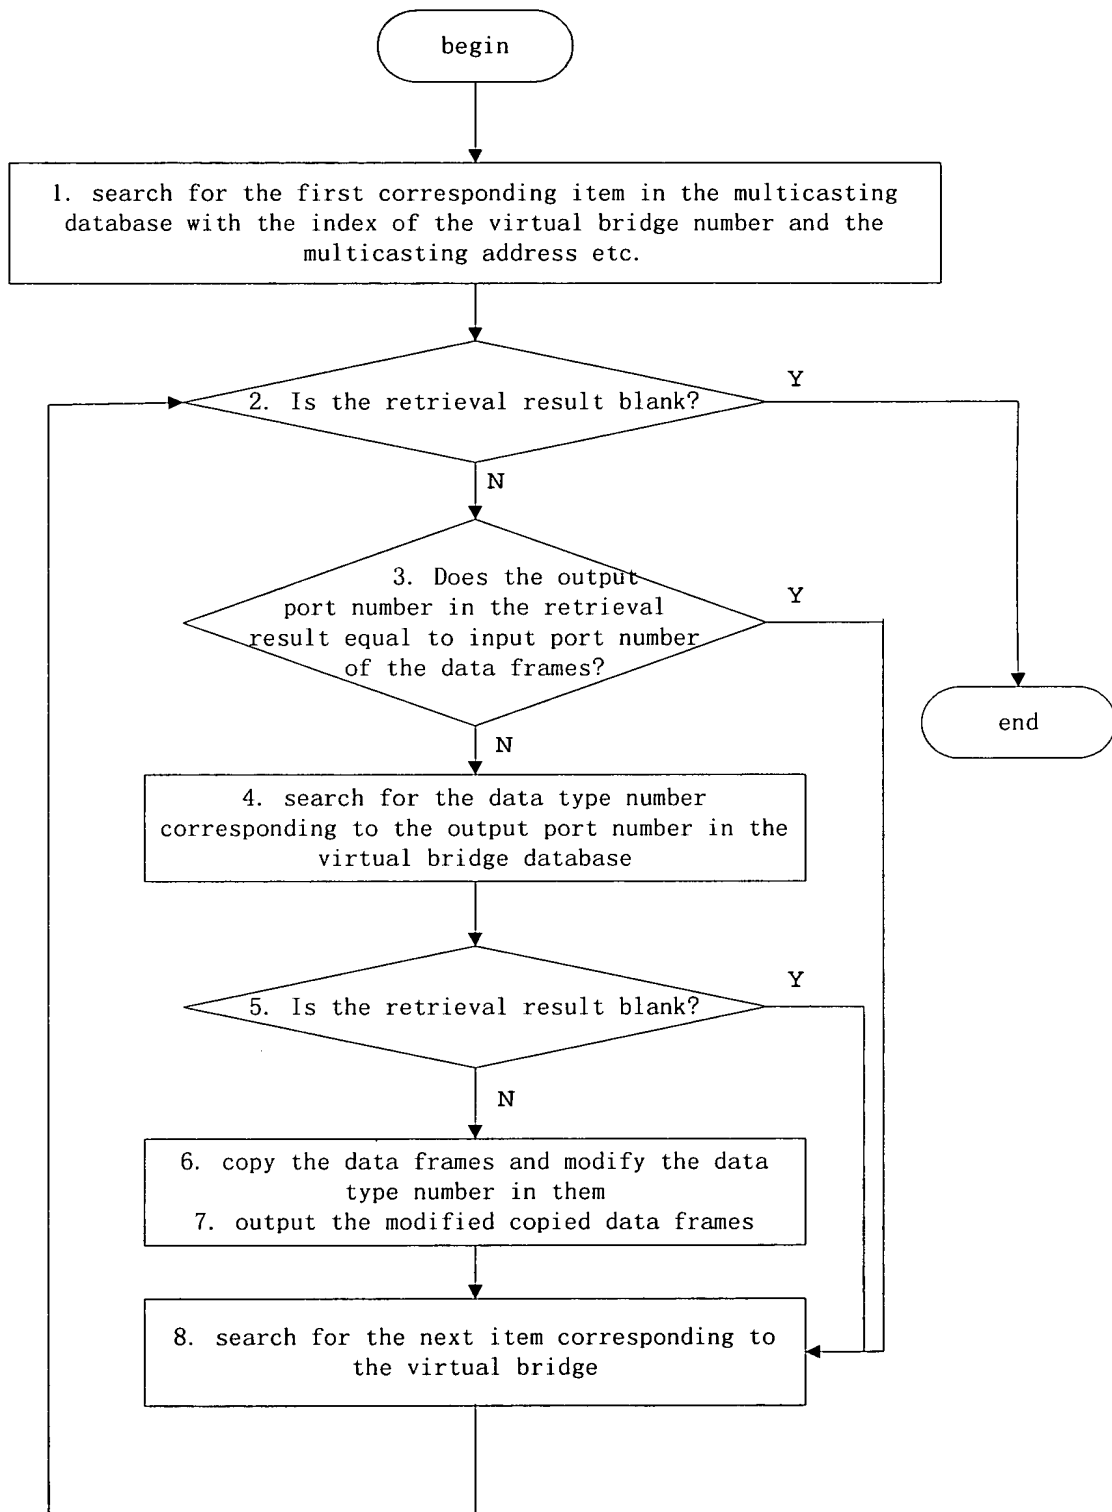 begin
1. search for the first corresponding item in the multicasting
database with the index of the virtual bridge number and the
multicasting address etc.
Y
2. Is the retrieval result blank?
N
3. Does the output
port number in the retrieval
result equal to input port number
of the data frames?
Y
end
N
4. search for the data type number
corresponding to the output port number in the
virtual bridge database
Y
5. Is the retrieval result blank?
N
6. copy the data frames and modify the data
type number in them
7. output the modified copied data frames
8. search for the next item corresponding to
the virtual bridge